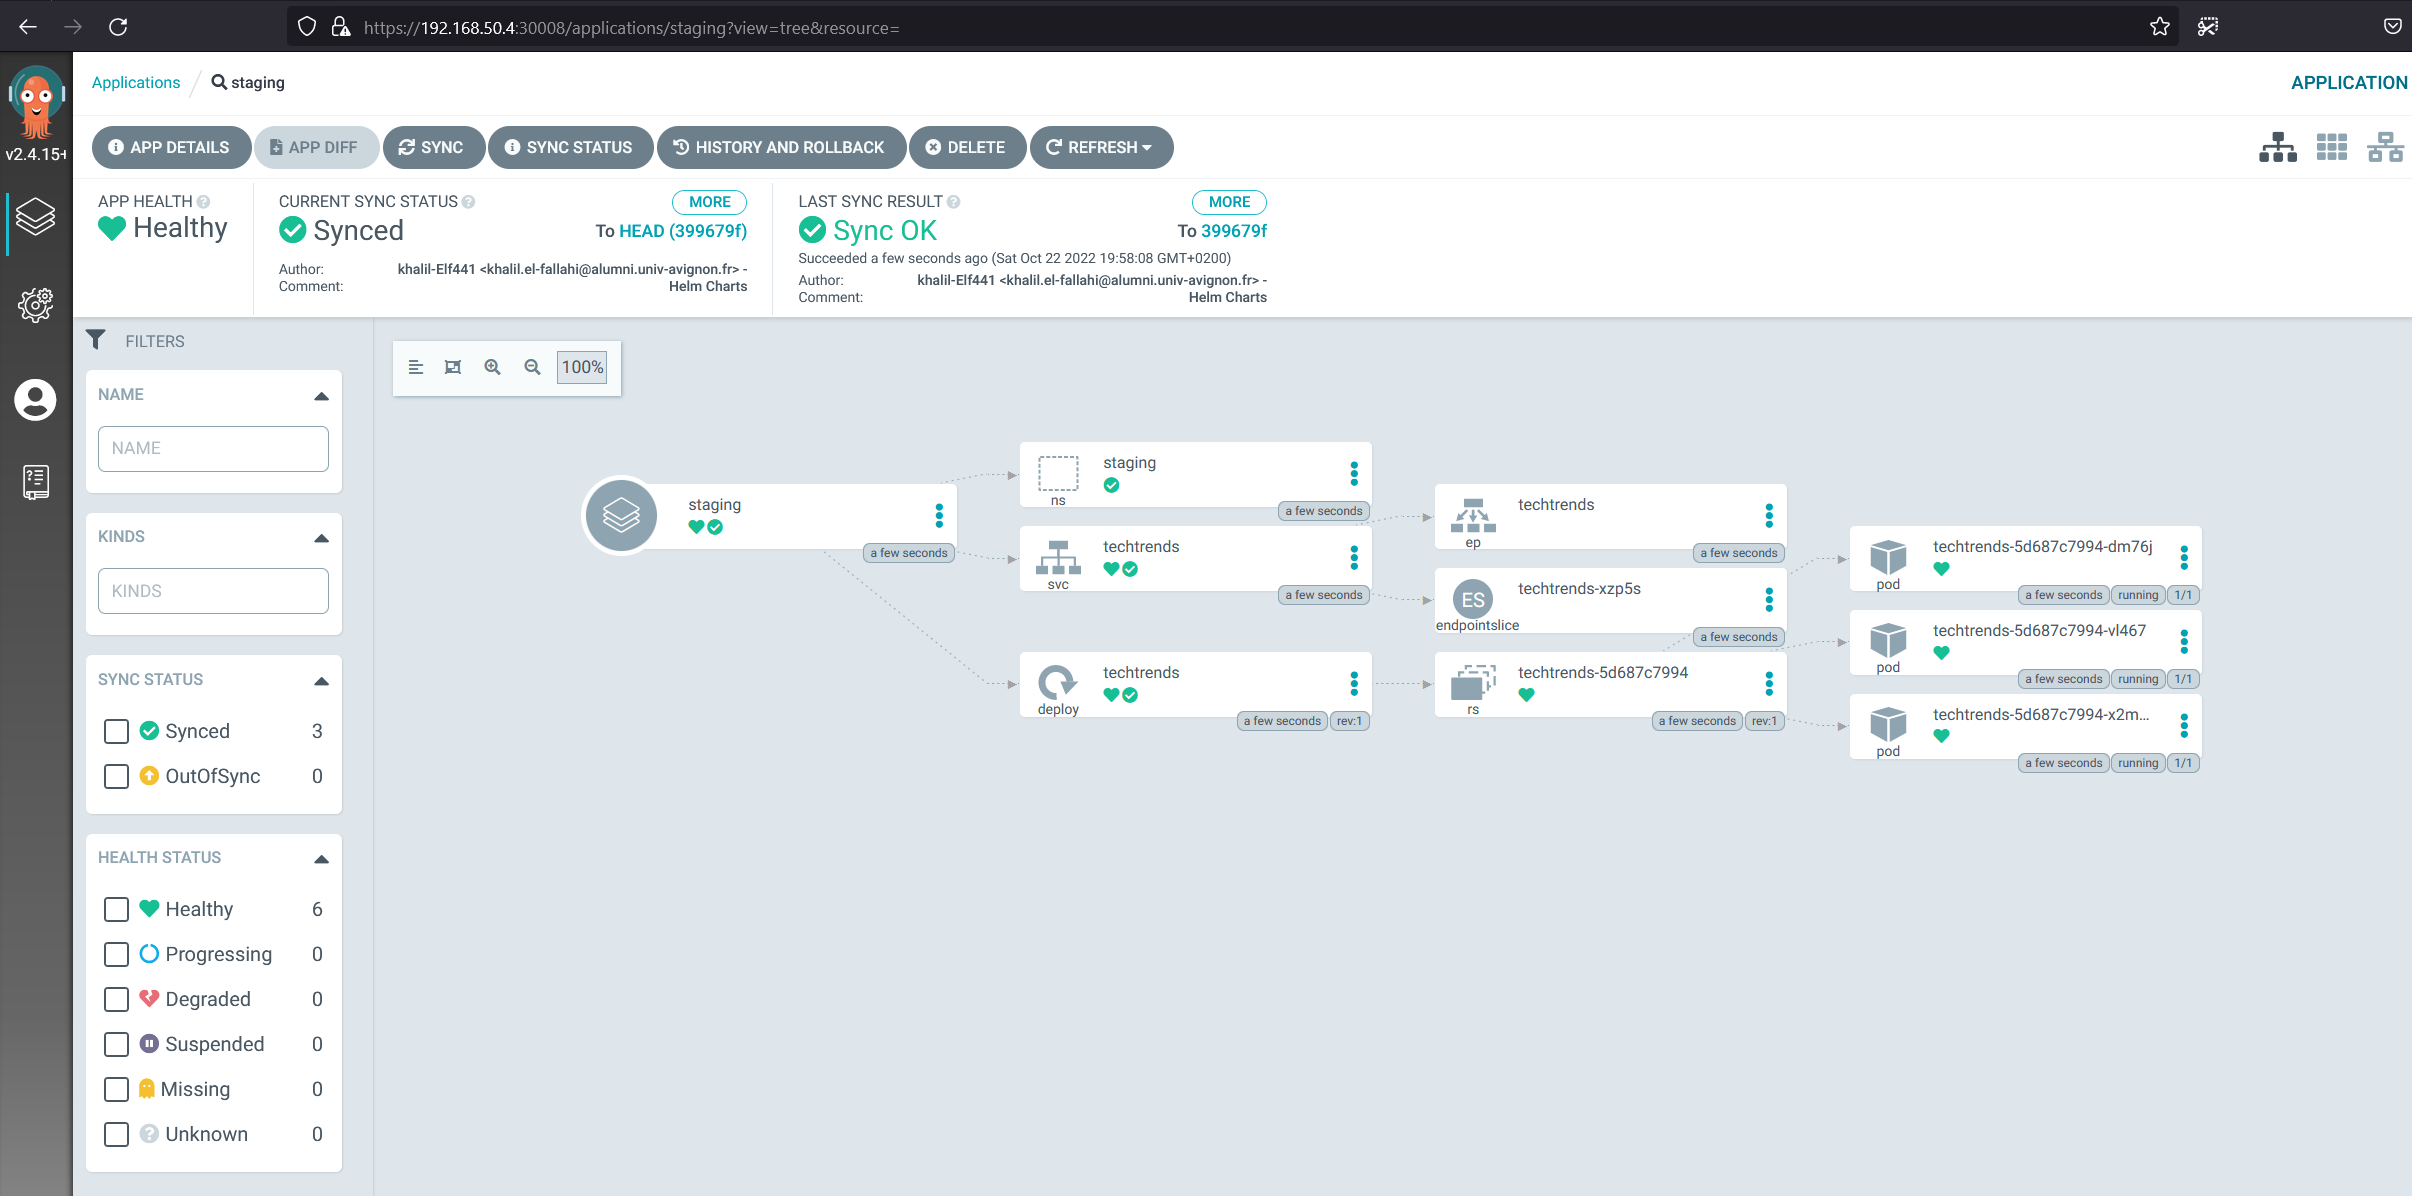 https://192.168.50.4:30008/applications/staging?view=tree&resource=
v2.4.15+
Applications / staging
APPLICATION
APP DETAILS APP DIFF SYNC SYNC STATUS HISTORY AND ROLLBACK DELETE REFRESH
APP HEALTH
Healthy
CURRENT SYNC STATUS
MORE
Synced
To HEAD (399679f)
Author: khalil-Elf441 <khalil.el-fallahi@alumni.univ-avignon.fr> -
Comment: Helm Charts
LAST SYNC RESULT
MORE
Sync OK
To 399679f
Succeeded a few seconds ago (Sat Oct 22 2022 19:58:08 GMT+0200)
Author: khalil-Elf441 <khalil.el-fallahi@alumni.univ-avignon.fr> -
Comment: Helm Charts
FILTERS
NAME
NAME
KINDS
KINDS
SYNC STATUS
Synced 3
OutOfSync 0
HEALTH STATUS
Healthy 6
Progressing 0
Degraded 0
Suspended 0
Missing 0
Unknown 0
100%
staging
a few seconds
staging
ns
a few seconds
techtrends
svc
a few seconds
techtrends
deploy
a few seconds rev:1
techtrends
ep
a few seconds
ES
techtrends-xzp5s
endpointslice
a few seconds
techtrends-5d687c7994
rs
a few seconds rev:1
techtrends-5d687c7994-dm76j
pod
a few seconds running 1/1
techtrends-5d687c7994-vl467
pod
a few seconds running 1/1
techtrends-5d687c7994-x2m...
pod
a few seconds running 1/1